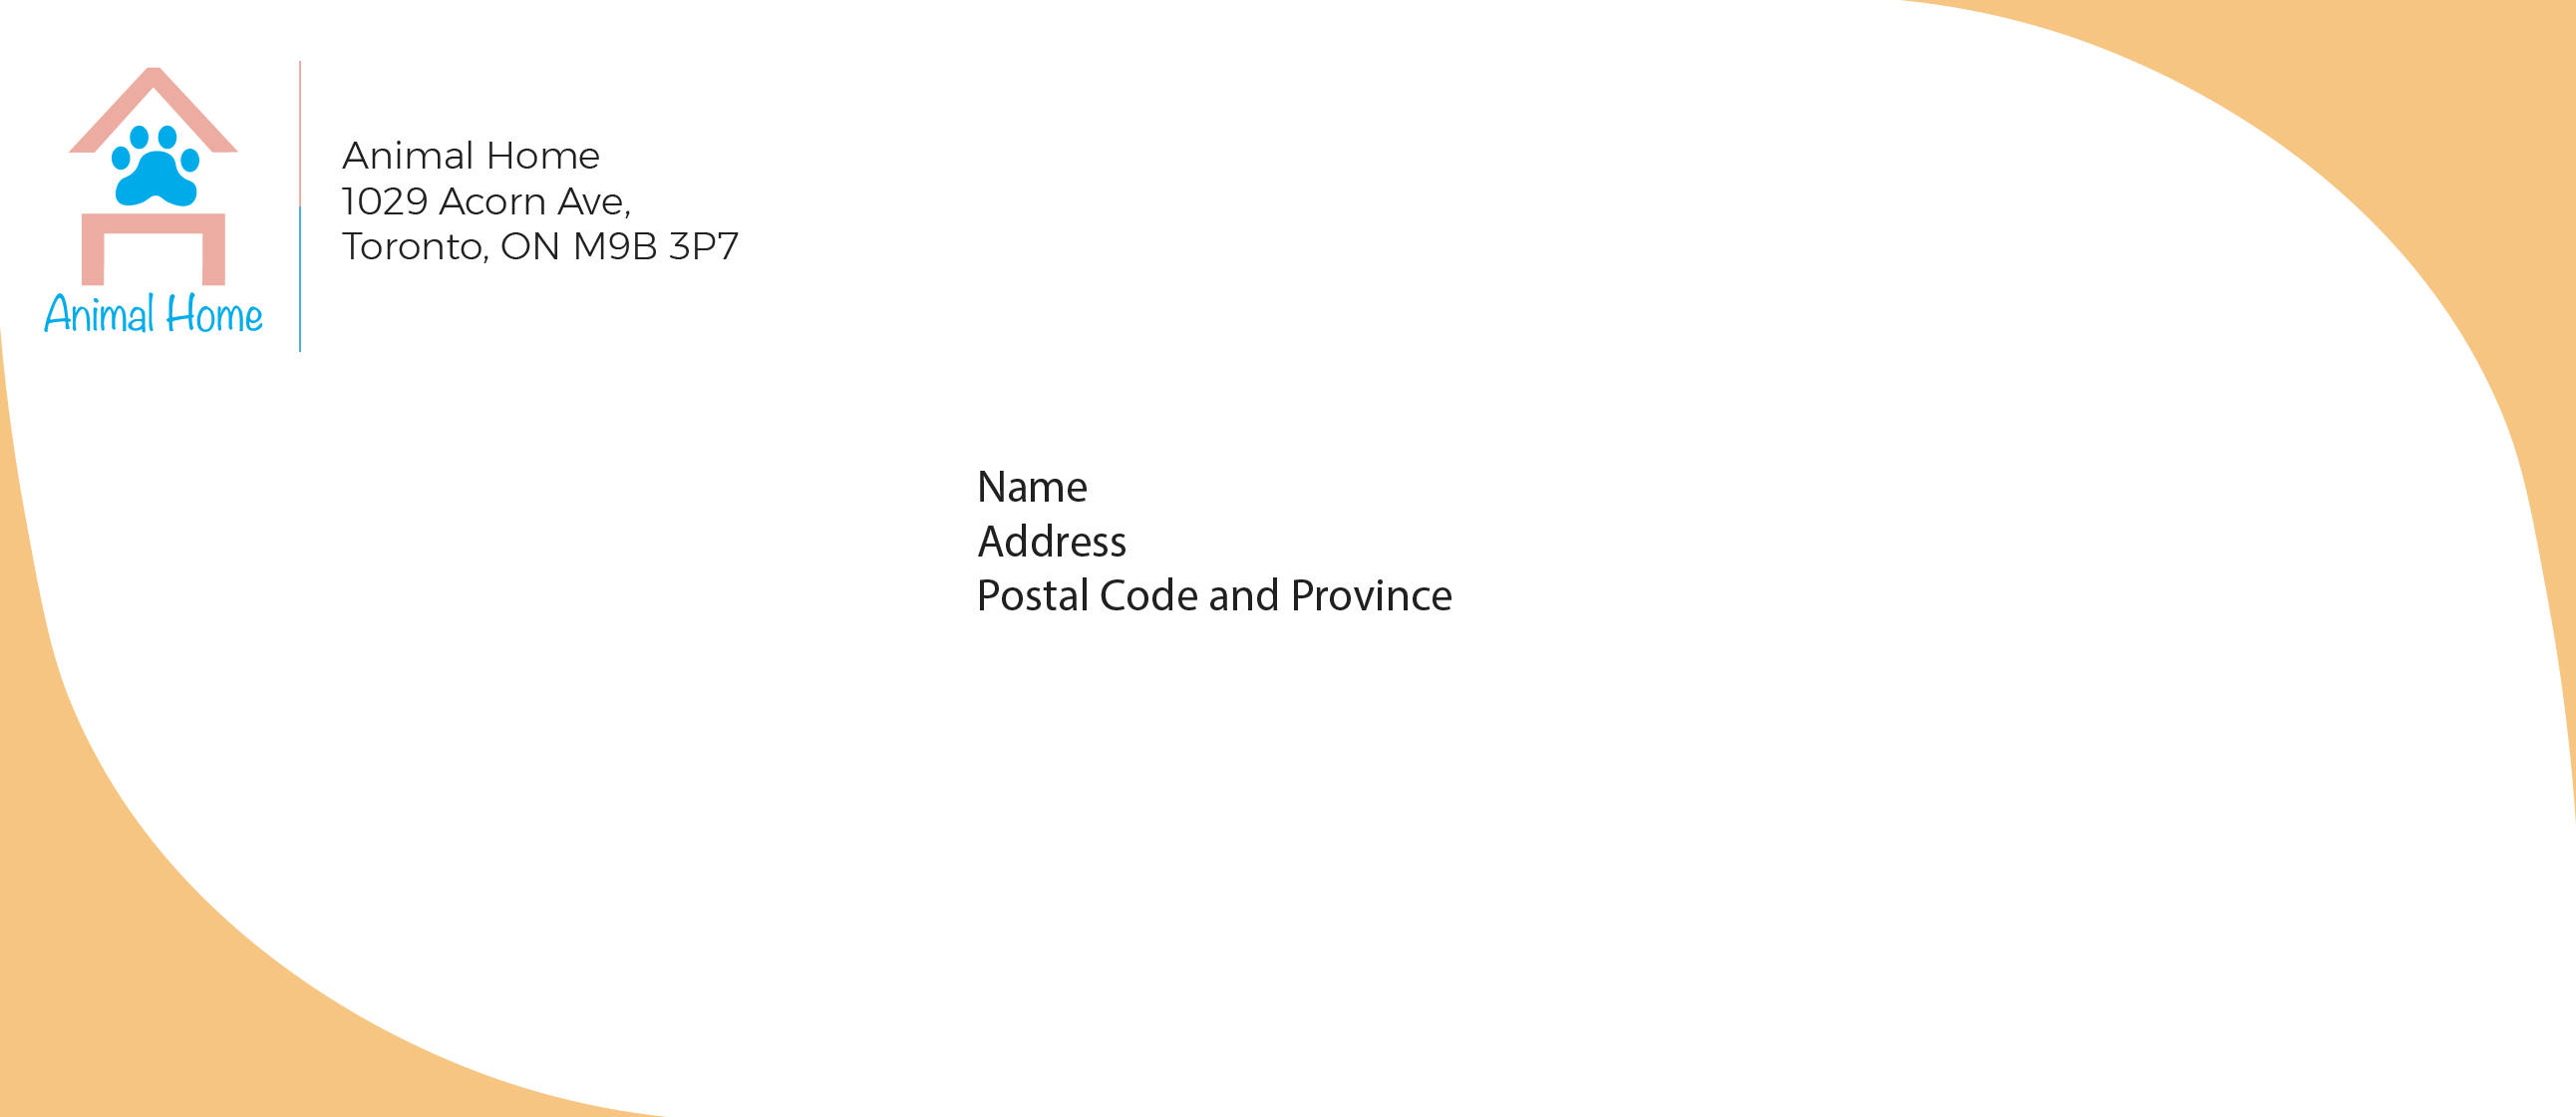 Animal Home
Animal Home
1029 Acorn Ave,
Toronto, ON M9B 3P7
Name
Address
Postal Code and Province